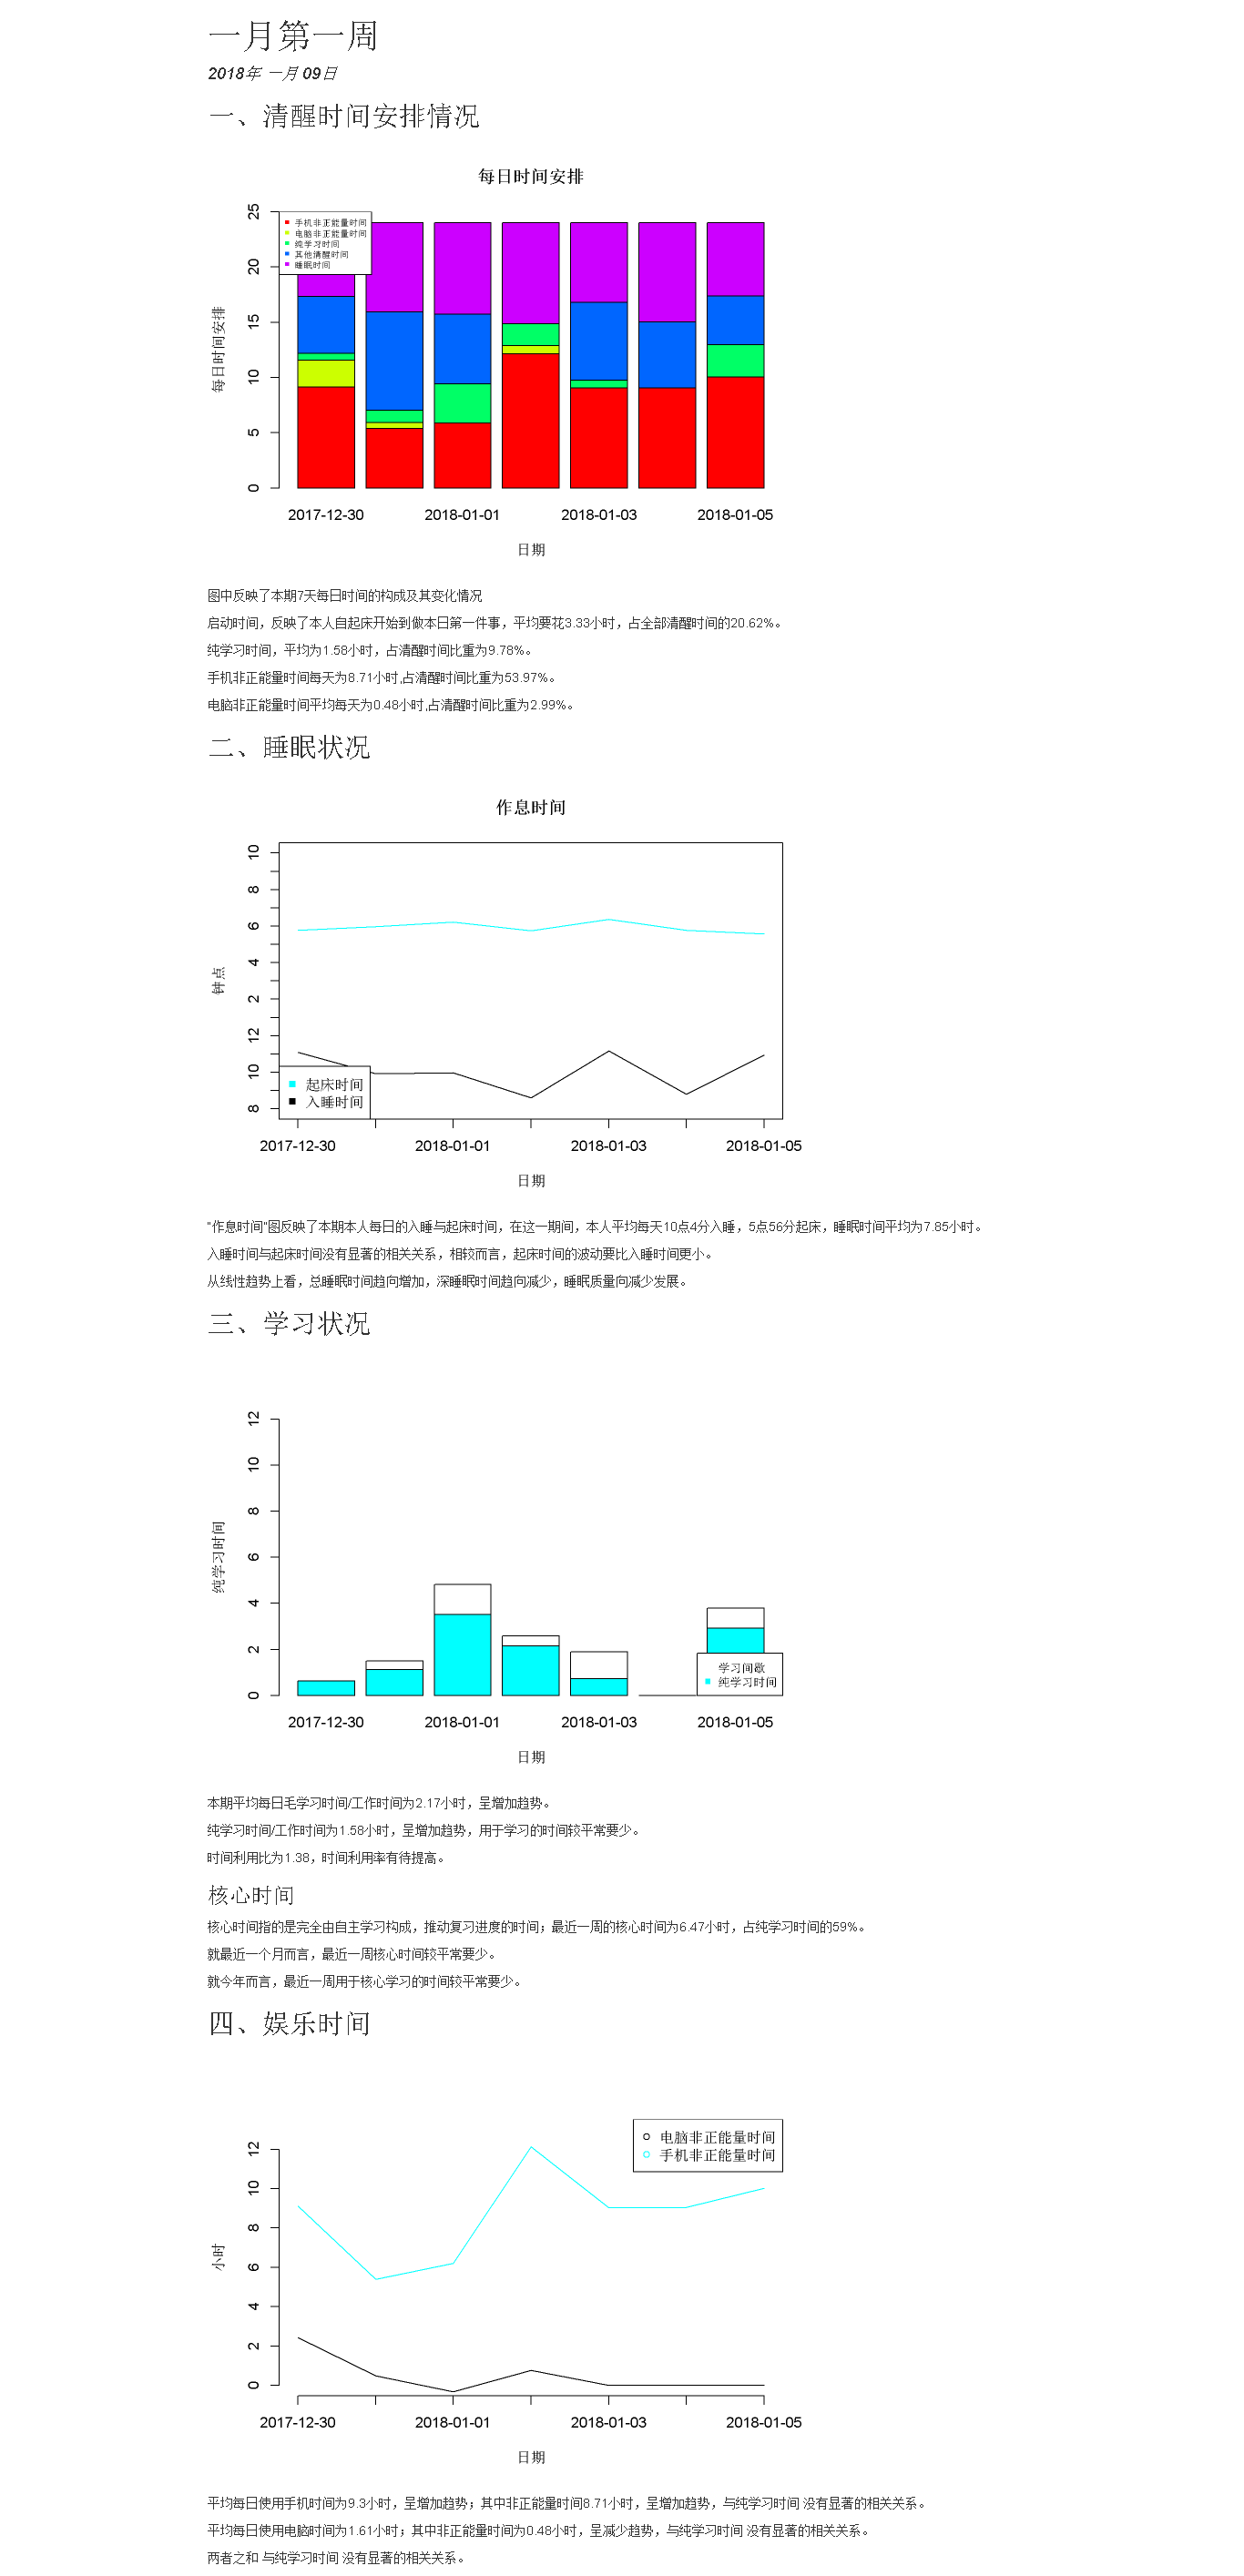 一月第一周
2018年 一月 09日
一、清醒时间安排情况
每日时间安排
25
20
15
10
5
0
每日时间安排
手机非正能量时间
电脑非正能量时间
纯学习时间
其他清醒时间
睡眠时间
2017-12-30 2018-01-01 2018-01-03 2018-01-05
日期
图中反映了本期7天每日时间的构成及其变化情况
启动时间，反映了本人自起床开始到做本日第一件事，平均要花3.33小时，占全部清醒时间的20.62%。
纯学习时间，平均为1.58小时，占清醒时间比重为9.78%。
手机非正能量时间每天为8.71小时,占清醒时间比重为53.97%。
电脑非正能量时间平均每天为0.48小时,占清醒时间比重为2.99%。
二、睡眠状况
作息时间
10
8
6
4
2
12
10
8
钟点
起床时间
入睡时间
2017-12-30 2018-01-01 2018-01-03 2018-01-05
日期
"作息时间"图反映了本期本人每日的入睡与起床时间，在这一期间，本人平均每天10点4分入睡，5点56分起床，睡眠时间平均为7.85小时。
入睡时间与起床时间没有显著的相关关系，相较而言，起床时间的波动要比入睡时间更小。
从线性趋势上看，总睡眠时间趋向增加，深睡眠时间趋向减少，睡眠质量向减少发展。
三、学习状况
12
10
8
6
4
2
0
纯学习时间
学习间歇
纯学习时间
2017-12-30 2018-01-01 2018-01-03 2018-01-05
日期
本期平均每日毛学习时间/工作时间为2.17小时，呈增加趋势。
纯学习时间/工作时间为1.58小时，呈增加趋势，用于学习的时间较平常要少。
时间利用比为1.38，时间利用率有待提高。
核心时间
核心时间指的是完全由自主学习构成，推动复习进度的时间；最近一周的核心时间为6.47小时，占纯学习时间的59%。
就最近一个月而言，最近一周核心时间较平常要少。
就今年而言，最近一周用于核心学习的时间较平常要少。
四、娱乐时间
电脑非正能量时间
手机非正能量时间
12
10
8
6
4
2
0
小时
2017-12-30 2018-01-01 2018-01-03 2018-01-05
日期
平均每日使用手机时间为9.3小时，呈增加趋势；其中非正能量时间8.71小时，呈增加趋势，与纯学习时间 没有显著的相关关系。
平均每日使用电脑时间为1.61小时；其中非正能量时间为0.48小时，呈减少趋势，与纯学习时间 没有显著的相关关系。
两者之和 与纯学习时间 没有显著的相关关系。